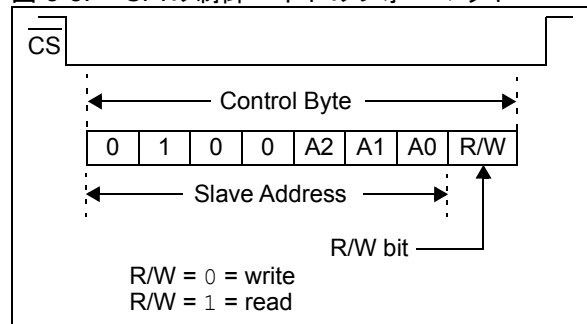 CS
Control Byte
0 1 0 0 A2 A1 A0 R/W
Slave Address
R/W bit
R/W = 0 = write
R/W = 1 = read